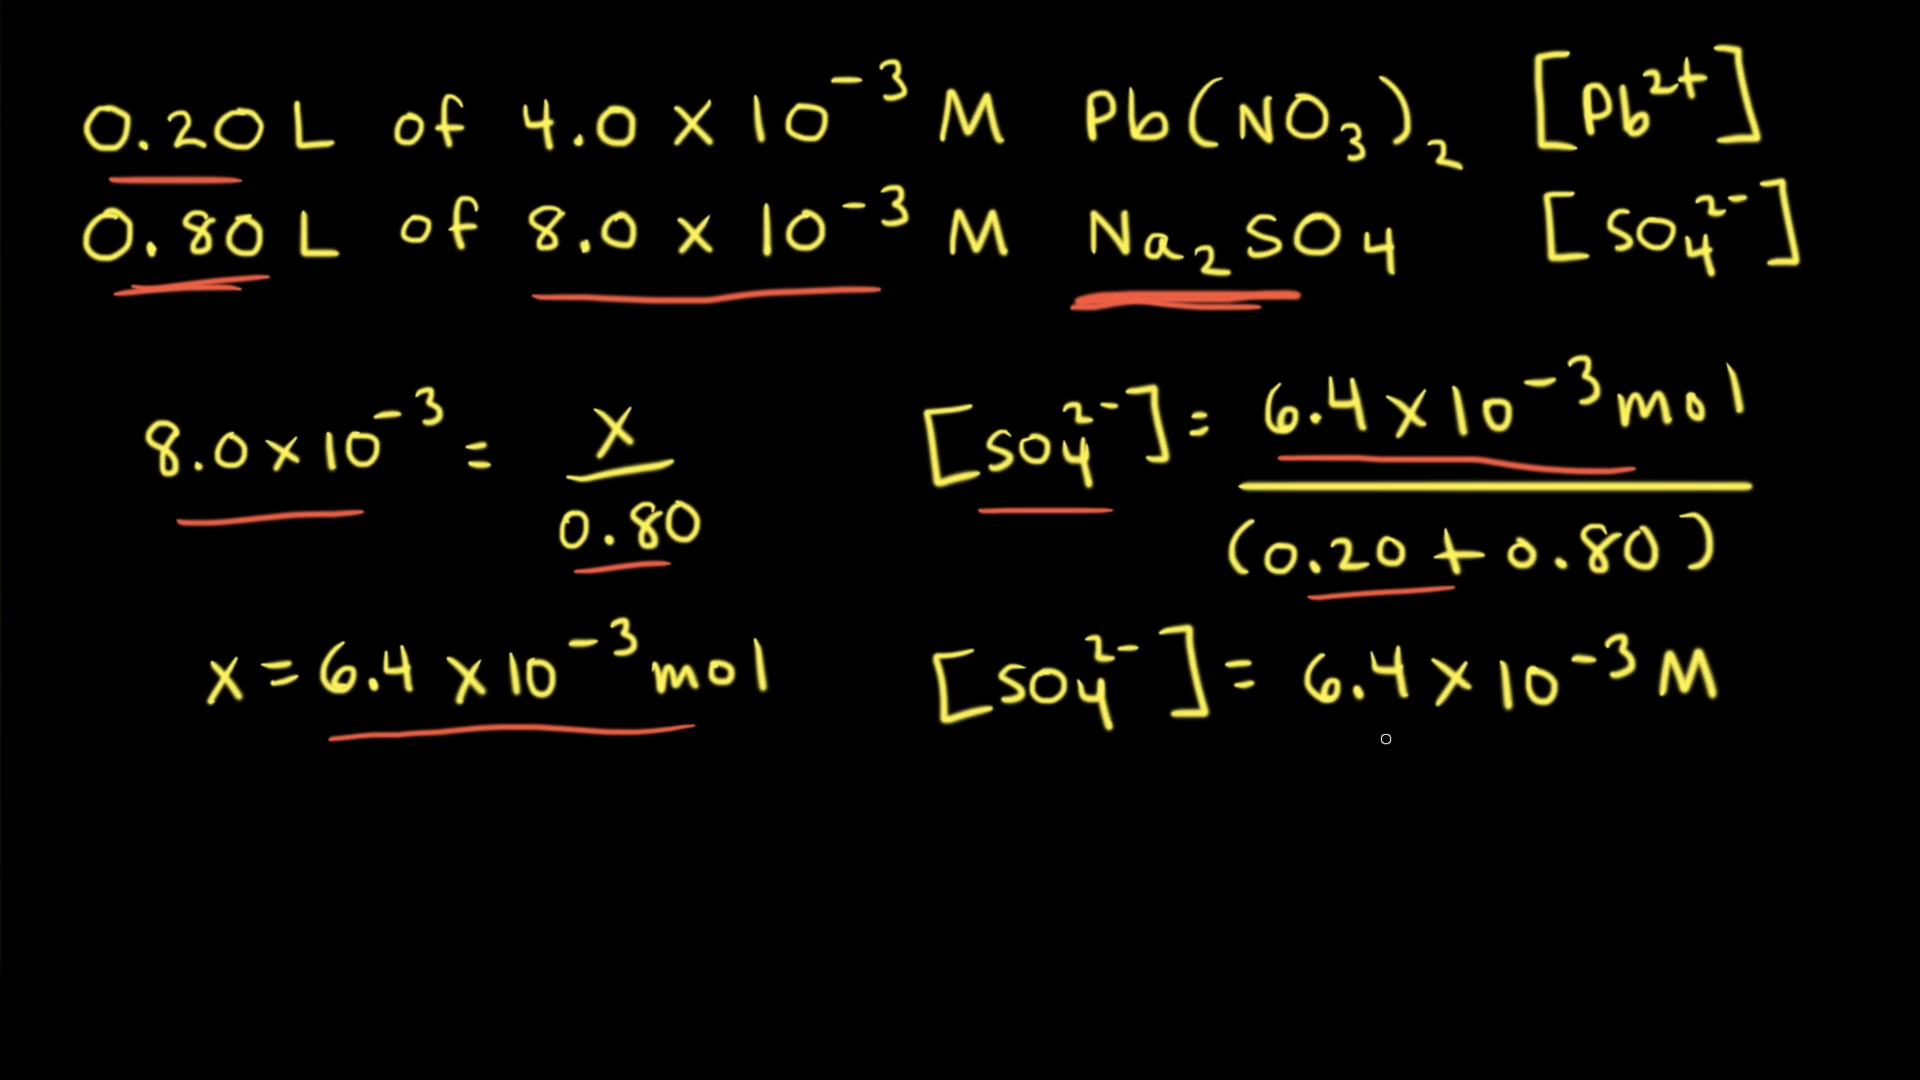 0.20 L of 4.0 x 10⁻³ M Pb(NO₃)₂ [Pb²⁺]
0.80 L of 8.0 x 10⁻³ M Na₂SO₄ [SO₄²⁻]
8.0 x 10⁻³ = x / 0.80
[SO₄²⁻] = 6.4 x 10⁻³ mol / (0.20 + 0.80)
x = 6.4 x 10⁻³ mol
[SO₄²⁻] = 6.4 x 10⁻³ M